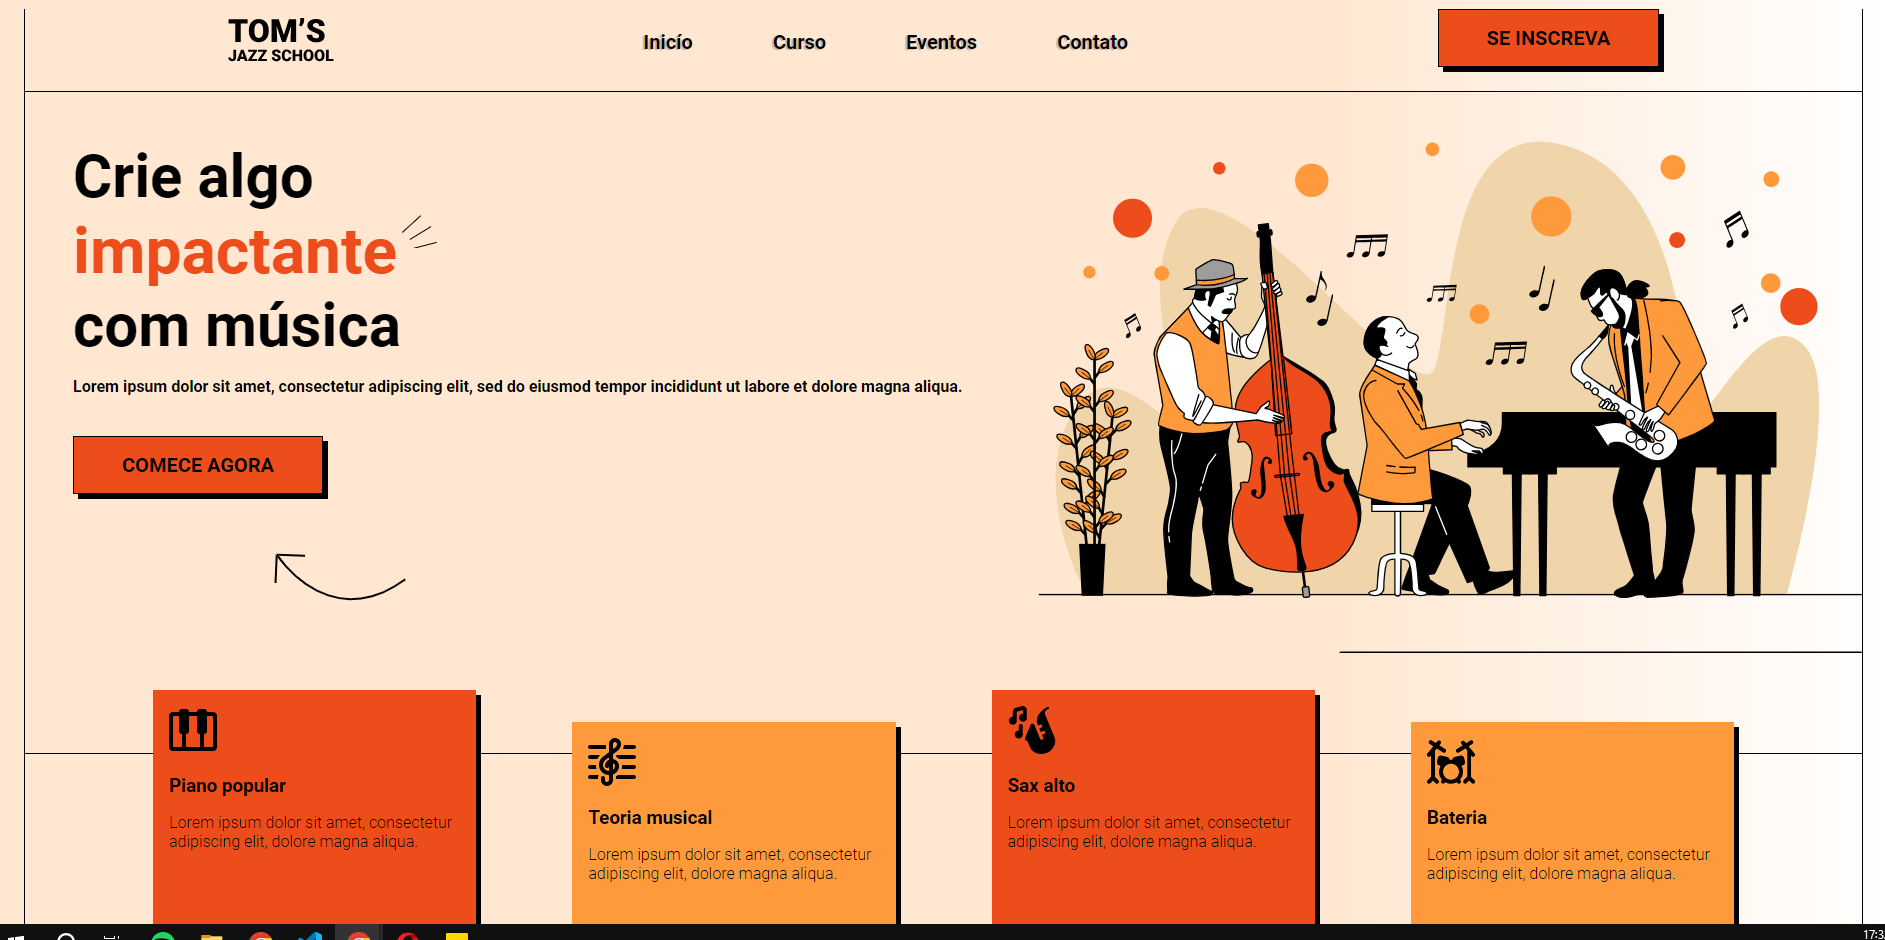 TOM’S
JAZZ SCHOOL
Inicío
Curso
Eventos
Contato
SE INSCREVA
Crie algo
impactante
com música
Lorem ipsum dolor sit amet, consectetur adipiscing elit, sed do eiusmod tempor incididunt ut labore et dolore magna aliqua.
COMECE AGORA
Piano popular
Lorem ipsum dolor sit amet, consectetur
adipiscing elit, dolore magna aliqua.
Teoria musical
Lorem ipsum dolor sit amet, consectetur
adipiscing elit, dolore magna aliqua.
Sax alto
Lorem ipsum dolor sit amet, consectetur
adipiscing elit, dolore magna aliqua.
Bateria
Lorem ipsum dolor sit amet, consectetur
adipiscing elit, dolore magna aliqua.